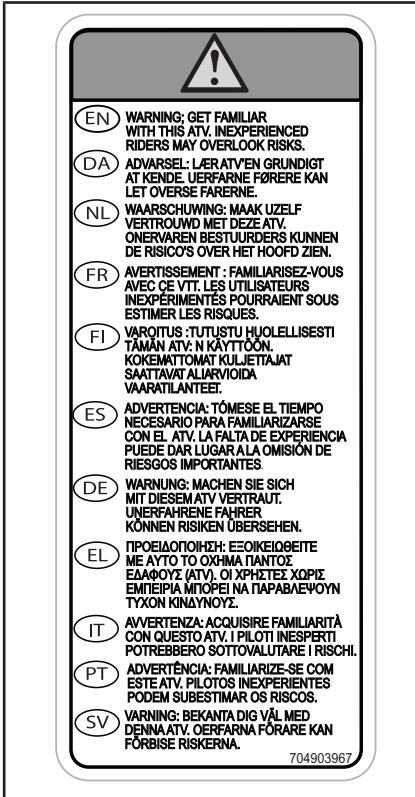 EN WARNING; GET FAMILIAR
WITH THIS ATV. INEXPERIENCED
RIDERS MAY OVERLOOK RISKS.
DA ADVARSEL: LÆR ATV'EN GRUNDIGT
AT KENDE. UERFARNE FØRERE KAN
LET OVERSE FARERNE.
NL WAARSCHUWING: MAAK UZELF
VERTROUWD MET DEZE ATV.
ONERVAREN BESTUURDERS KUNNEN
DE RISICO'S OVER HET HOOFD ZIEN.
FR AVERTISSEMENT : FAMILIARISEZ-VOUS
AVEC CE VTT. LES UTILISATEURS
INEXPÉRIMENTÉS POURRAIENT SOUS
ESTIMER LES RISQUES.
FI VAROITUS :TUTUSTU HUOLELLISESTI
TÄMÄN ATV: N KÄYTTÖÖN.
KOKEMATTOMAT KULJETTAJAT
SAATTAVAT ALIARVIOIDA
VAARATILANTEET.
ES ADVERTENCIA: TÓMESE EL TIEMPO
NECESARIO PARA FAMILIARIZARSE
CON EL ATV. LA FALTA DE EXPERIENCIA
PUEDE DAR LUGAR A LA OMISIÓN DE
RIESGOS IMPORTANTES.
DE WARNUNG: MACHEN SIE SICH
MIT DIESEM ATV VERTRAUT.
UNERFAHRENE FAHRER
KÖNNEN RISIKEN ÜBERSEHEN.
EL ΠΡΟΕΙΔΟΠΟΙΗΣΗ: ΕΞΟΙΚΕΙΩΘΕΙΤΕ
ΜΕ ΑΥΤΟ ΤΟ ΟΧΗΜΑ ΠΑΝΤΟΣ
ΕΔΑΦΟΥΣ (ATV). ΟΙ ΧΡΗΣΤΕΣ ΧΩΡΙΣ
ΕΜΠΕΙΡΙΑ ΜΠΟΡΕΙ ΝΑ ΠΑΡΑΒΛΕΨΟΥΝ
ΤΥΧΟΝ ΚΙΝΔΥΝΟΥΣ.
IT AVVERTENZA: ACQUISIRE FAMILIARITÀ
CON QUESTO ATV. I PILOTI INESPERTI
POTREBBERO SOTTOVALUTARE I RISCHI.
PT ADVERTÊNCIA: FAMILIARIZE-SE COM
ESTE ATV. PILOTOS INEXPERIENTES
PODEM SUBESTIMAR OS RISCOS.
SV VARNING: BEKANTA DIG VÄL MED
DENNA ATV. OERFARNA FÖRARE KAN
FÖRBISE RISKERNA.
704903967